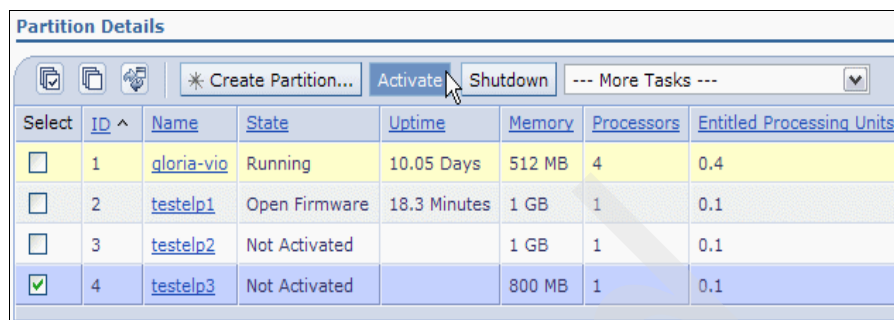 Partition Details
Create Partition... Activate Shutdown --- More Tasks ---
Select ID ^ Name State Uptime Memory Processors Entitled Processing Units
1 gloria-vio Running 10.05 Days 512 MB 4 0.4
2 testelp1 Open Firmware 18.3 Minutes 1 GB 1 0.1
3 testelp2 Not Activated 1 GB 1 0.1
4 testelp3 Not Activated 800 MB 1 0.1